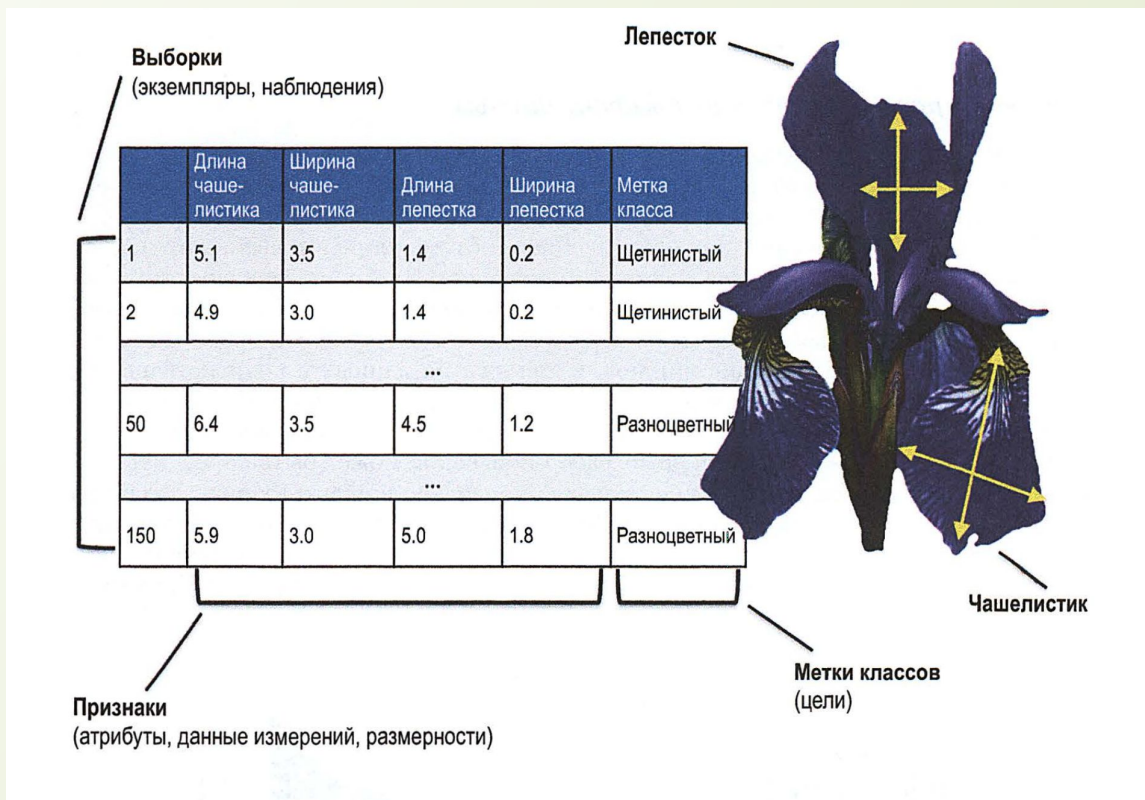 Выборки
(экземпляры, наблюдения)
Лепесток
Длина чаше- листика Ширина чаше- листика Длина лепестка Ширина лепестка Метка класса
1 5.1 3.5 1.4 0.2 Щетинистый
2 4.9 3.0 1.4 0.2 Щетинистый
...
50 6.4 3.5 4.5 1.2 Разноцветный
...
150 5.9 3.0 5.0 1.8 Разноцветный
Чашелистик
Метки классов
(цели)
Признаки
(атрибуты, данные измерений, размерности)